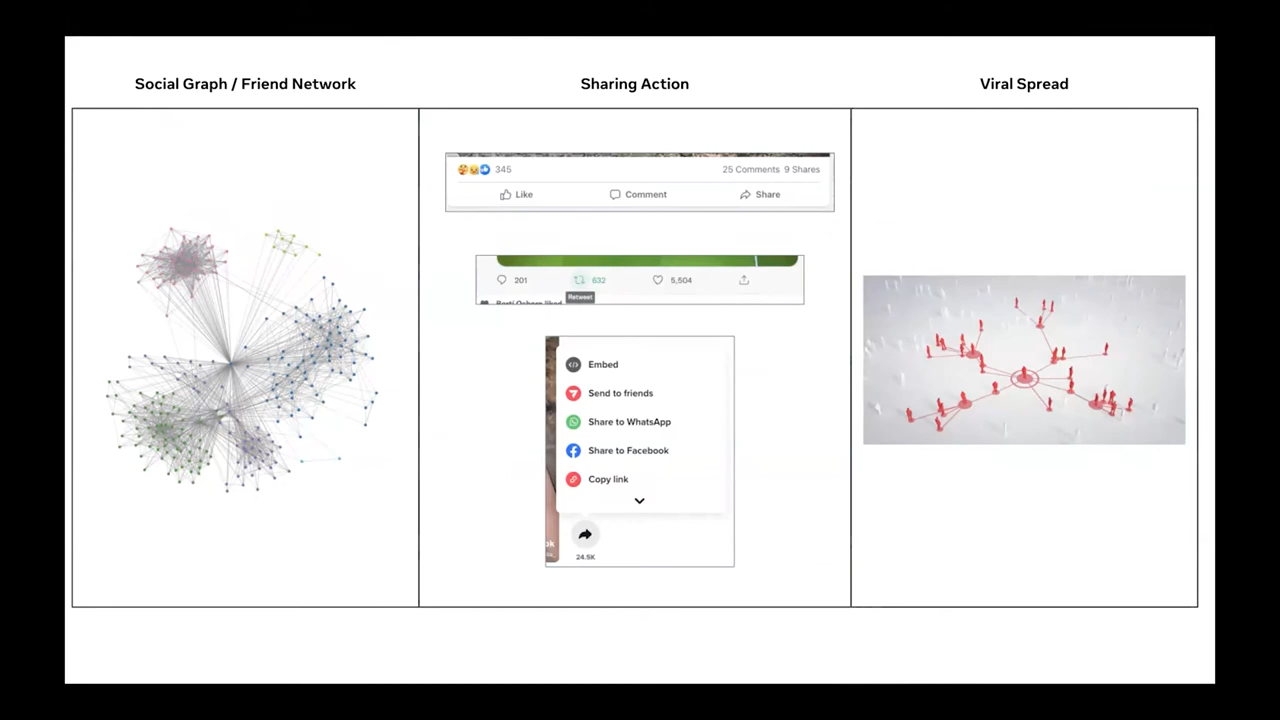 Social Graph / Friend Network
Sharing Action
Viral Spread
345
25 Comments 9 Shares
Like
Comment
Share
201
632
5,504
Retweet
liked
Embed
Send to friends
Share to WhatsApp
Share to Facebook
Copy link
24.5K